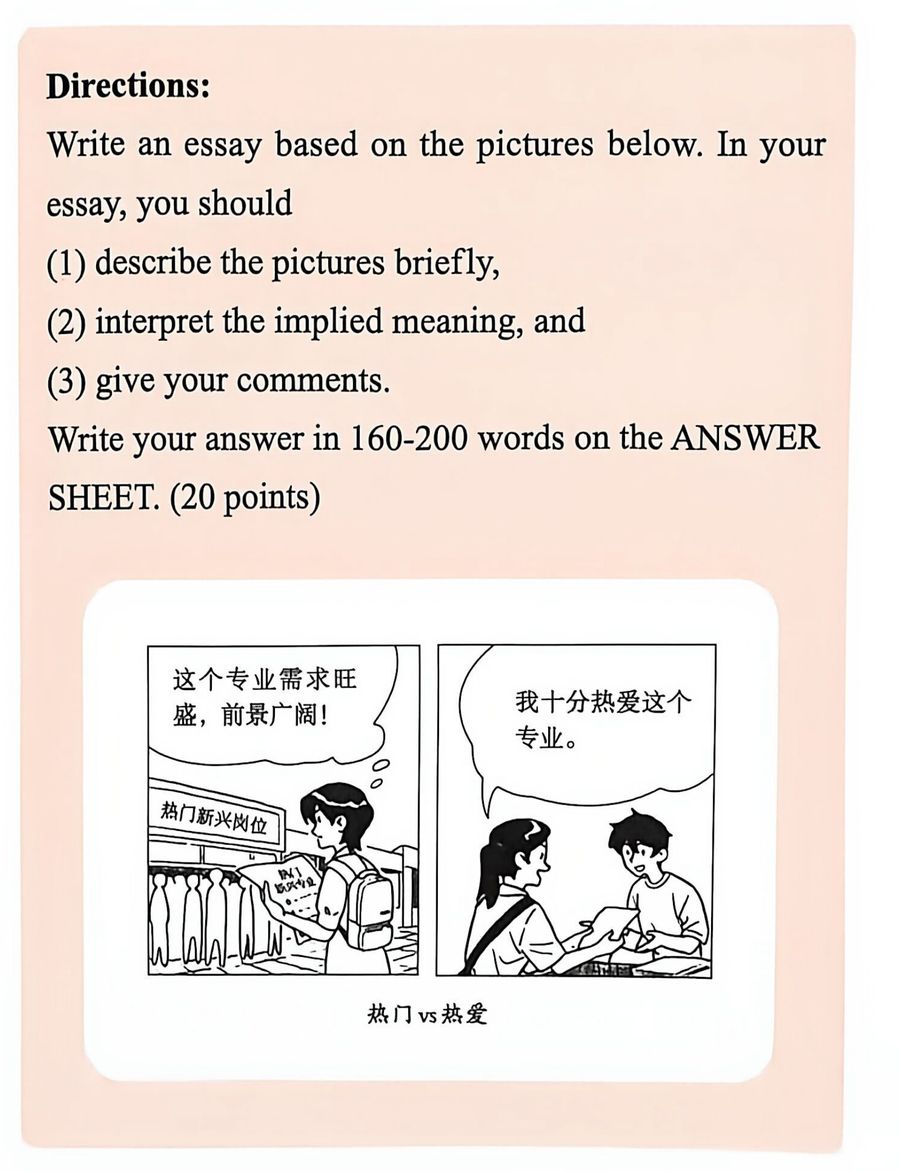 Directions:
Write an essay based on the pictures below. In your
essay, you should
(1) describe the pictures briefly,
(2) interpret the implied meaning, and
(3) give your comments.
Write your answer in 160-200 words on the ANSWER
SHEET. (20 points)
这个专业需求旺
盛，前景广阔！
热门新兴岗位
热门
我十分热爱这个
专业。
热门 vs 热爱